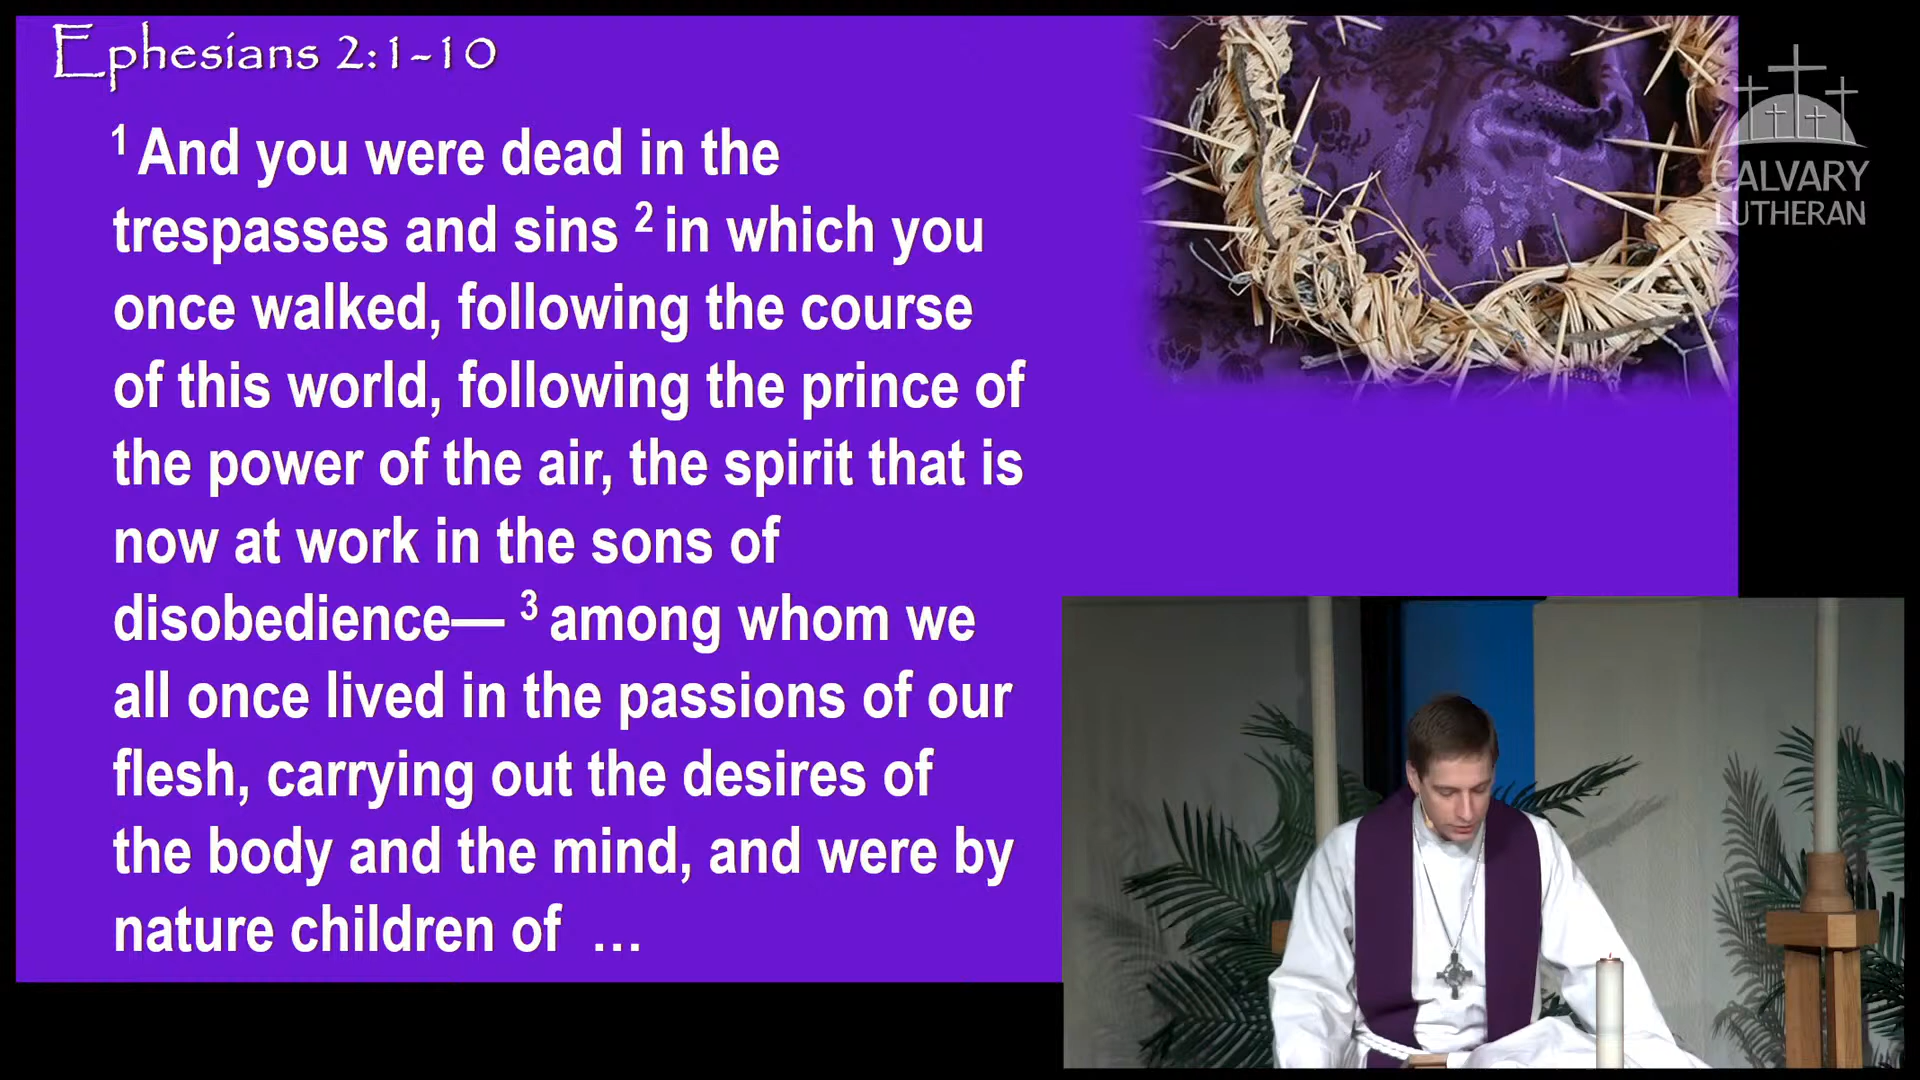 Ephesians 2:1-10
1 And you were dead in the
trespasses and sins 2 in which you
once walked, following the course
of this world, following the prince of
the power of the air, the spirit that is
now at work in the sons of
disobedience— 3 among whom we
all once lived in the passions of our
flesh, carrying out the desires of
the body and the mind, and were by
nature children of …
CALVARY
LUTHERAN